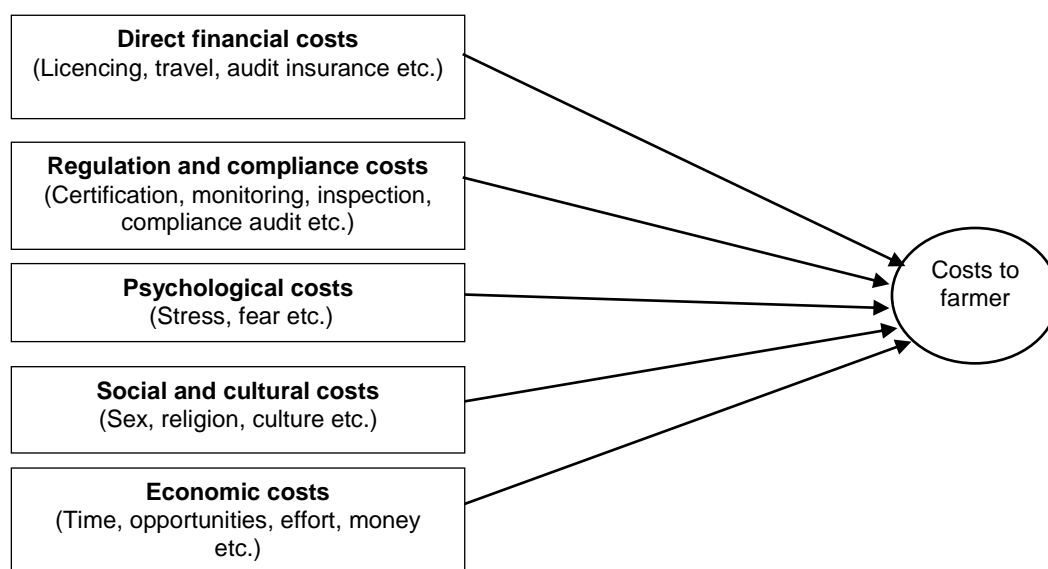 Direct financial costs
(Licencing, travel, audit insurance etc.)
Regulation and compliance costs
(Certification, monitoring, inspection,
compliance audit etc.)
Psychological costs
(Stress, fear etc.)
Social and cultural costs
(Sex, religion, culture etc.)
Economic costs
(Time, opportunities, effort, money
etc.)
Costs to
farmer